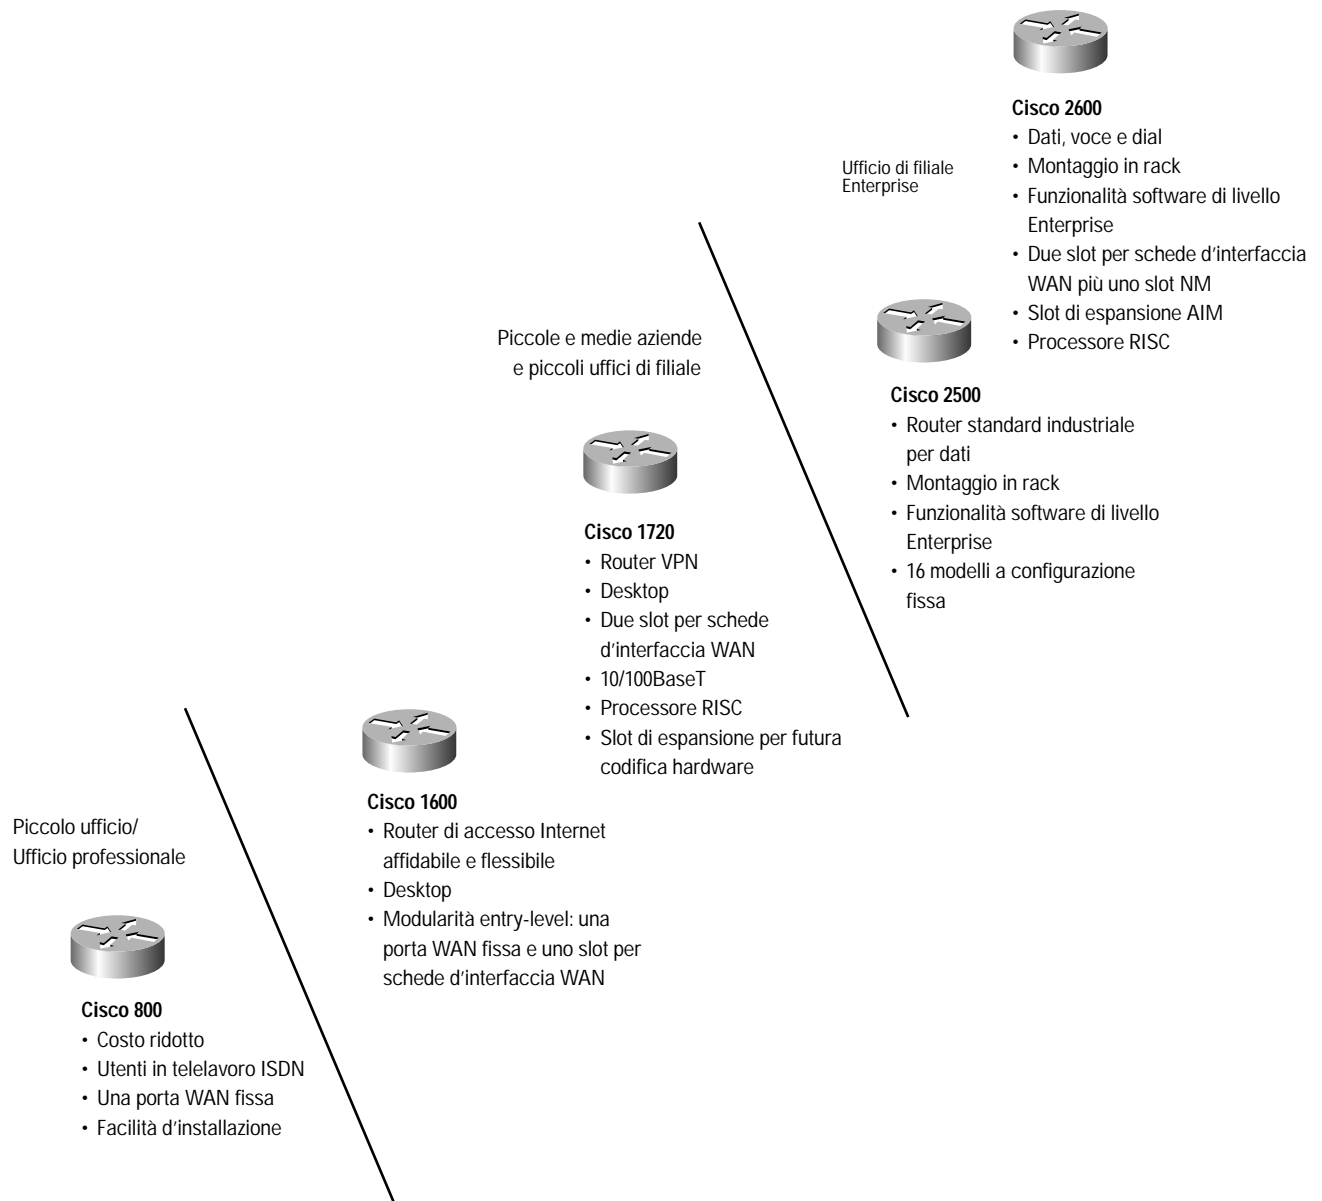 Cisco 2600
• Dati, voce e dial
• Montaggio in rack
• Funzionalità software di livello
Enterprise
• Due slot per schede d'interfaccia
WAN più uno slot NM
• Slot di espansione AIM
• Processore RISC
Ufficio di filiale
Enterprise
Cisco 2500
• Router standard industriale
per dati
• Montaggio in rack
• Funzionalità software di livello
Enterprise
• 16 modelli a configurazione
fissa
Piccole e medie aziende
e piccoli uffici di filiale
Cisco 1720
• Router VPN
• Desktop
• Due slot per schede
d'interfaccia WAN
• 10/100BaseT
• Processore RISC
• Slot di espansione per futura
codifica hardware
Cisco 1600
• Router di accesso Internet
affidabile e flessibile
• Desktop
• Modularità entry-level: una
porta WAN fissa e uno slot per
schede d'interfaccia WAN
Piccolo ufficio/
Ufficio professionale
Cisco 800
• Costo ridotto
• Utenti in telelavoro ISDN
• Una porta WAN fissa
• Facilità d'installazione